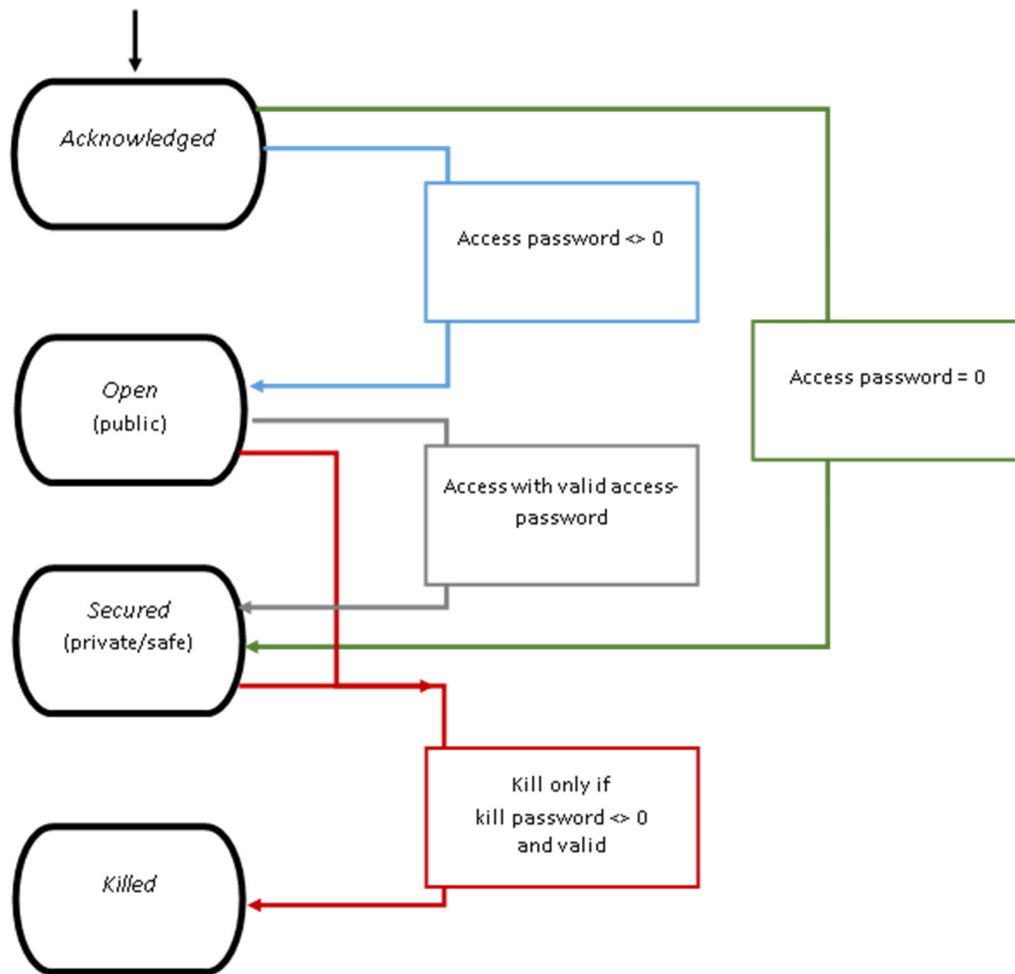 Acknowledged
Access password <> 0
Access password = 0
Open
(public)
Access with valid access-
password
Secured
(private/safe)
Kill only if
kill password <> 0
and valid
Killed